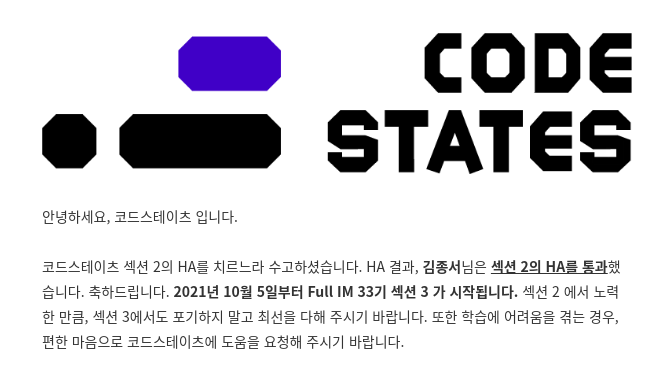 CODE
STATES
안녕하세요, 코드스테이츠 입니다.
코드스테이츠 섹션 2의 HA를 치르느라 수고하셨습니다. HA 결과, 김종서님은 섹션 2의 HA를 통과했
습니다. 축하드립니다. 2021년 10월 5일부터 Full IM 33기 섹션 3 가 시작됩니다. 섹션 2 에서 노력
한 만큼, 섹션 3에서도 포기하지 말고 최선을 다해 주시기 바랍니다. 또한 학습에 어려움을 겪는 경우,
편한 마음으로 코드스테이츠에 도움을 요청해 주시기 바랍니다.